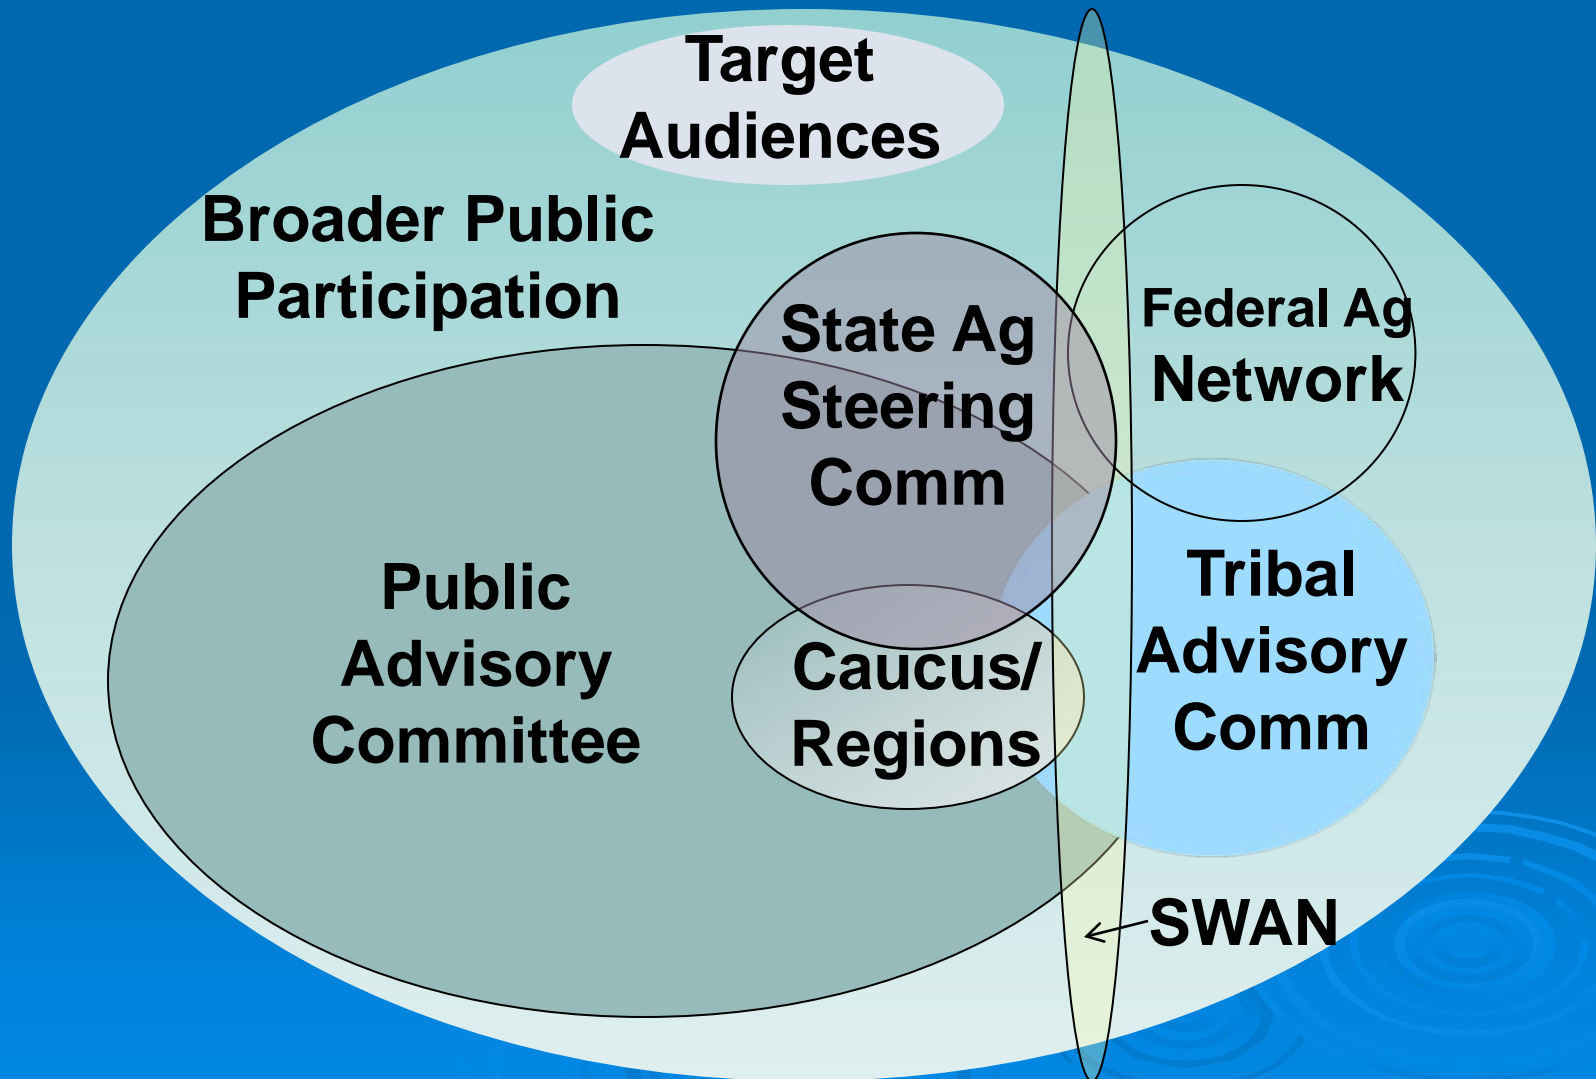 Target
Audiences
Broader Public
Participation
State Ag
Steering
Comm
Federal Ag
Network
Public
Advisory
Committee
Caucus/
Regions
Tribal
Advisory
Comm
SWAN